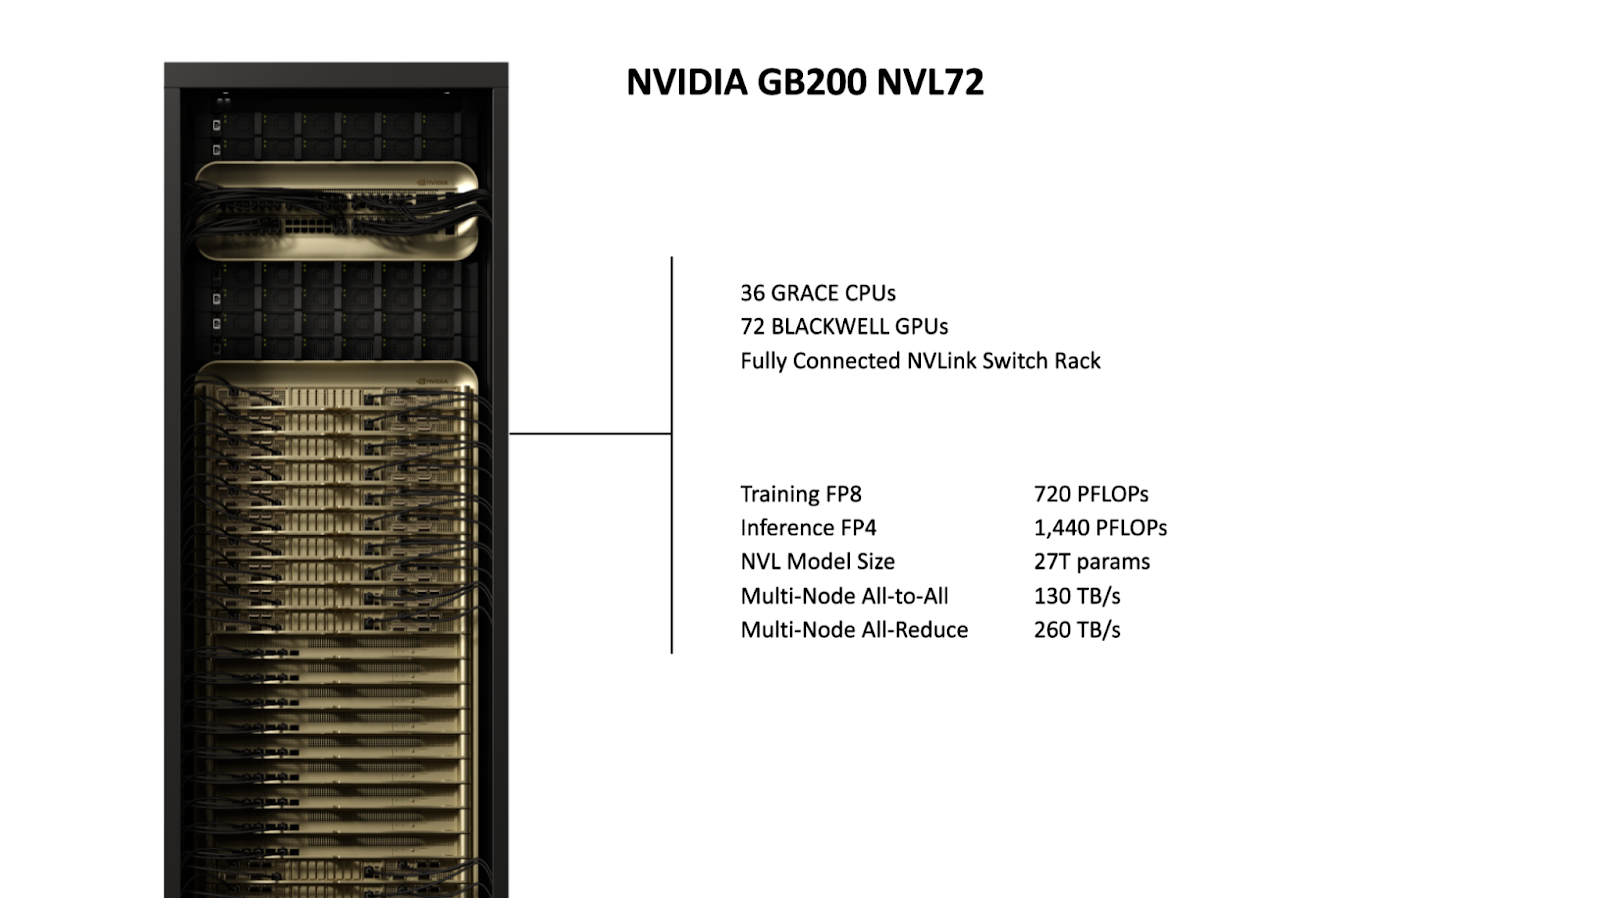 NVIDIA GB200 NVL72
NVIDIA
36 GRACE CPUs
72 BLACKWELL GPUs
Fully Connected NVLink Switch Rack
NVIDIA
Training FP8 720 PFLOPs
Inference FP4 1,440 PFLOPs
NVL Model Size 27T params
Multi-Node All-to-All 130 TB/s
Multi-Node All-Reduce 260 TB/s